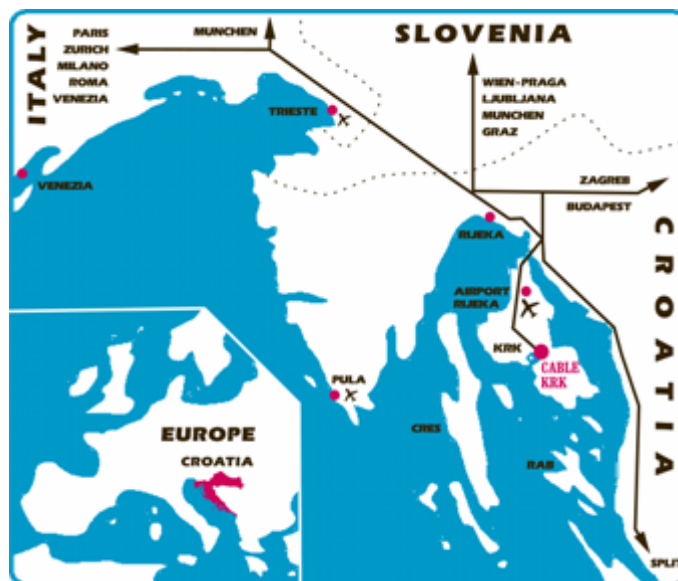 ITALY
PARIS
ZURICH
MILANO
ROMA
VENEZIA
MUNCHEN
SLOVENIA
WIEN-PRAGA
LJUBLJANA
MUNCHEN
GRAZ
TRIESTE
VENEZIA
ZAGREB
BUDAPEST
CROATIA
RIJEKA
AIRPORT
RIJEKA
KRK
CABLE
KRK
PULA
CRES
RAB
EUROPE
CROATIA
SPLIT